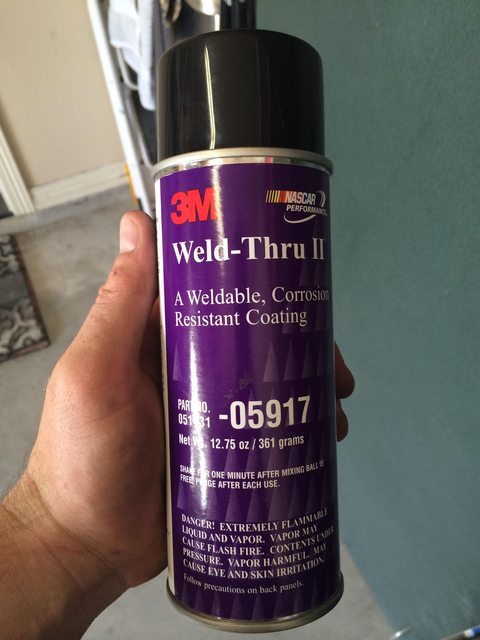 3M
NASCAR
PERFORMANCE
Weld-Thru II
A Weldable, Corrosion
Resistant Coating
PART NO.
051131
-05917
Net Wt. 12.75 oz / 361 grams
SHAKE FOR ONE MINUTE AFTER MIXING BALL IS
FREE! PURGE AFTER EACH USE.
DANGER! EXTREMELY FLAMMABLE
LIQUID AND VAPOR. VAPOR MAY
CAUSE FLASH FIRE. CONTENTS UNDER
PRESSURE. VAPOR HARMFUL. MAY
CAUSE EYE AND SKIN IRRITATION.
Follow precautions on back panels.